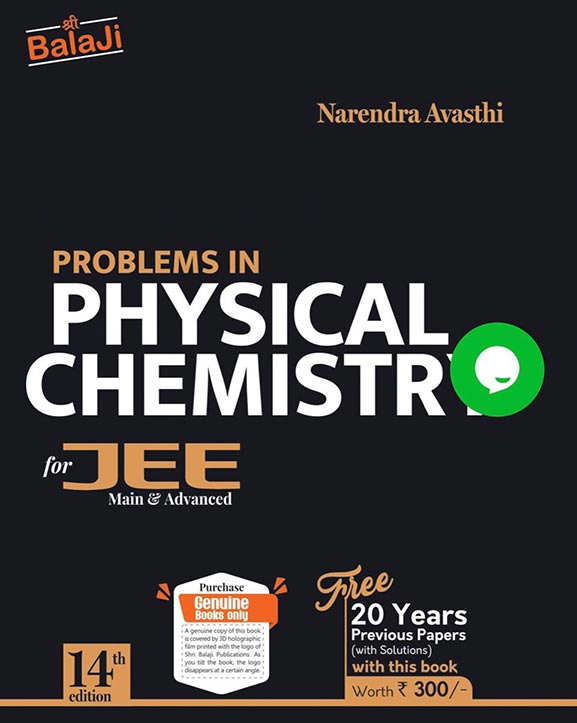 श्री
BalaJi
Narendra Avasthi
PROBLEMS IN
PHYSICAL
CHEMISTRY
for JEE
Main & Advanced
Purchase
Genuine
Books only
A genuine copy of this book
is covered by 3D holographic
film printed with the logo of
Shri. Balaji Publications. As
you tilt the book, the logo
disappears at a certain angle.
Free
20 Years
Previous Papers
(with Solutions)
with this book
Worth ₹ 300/-
14th
edition